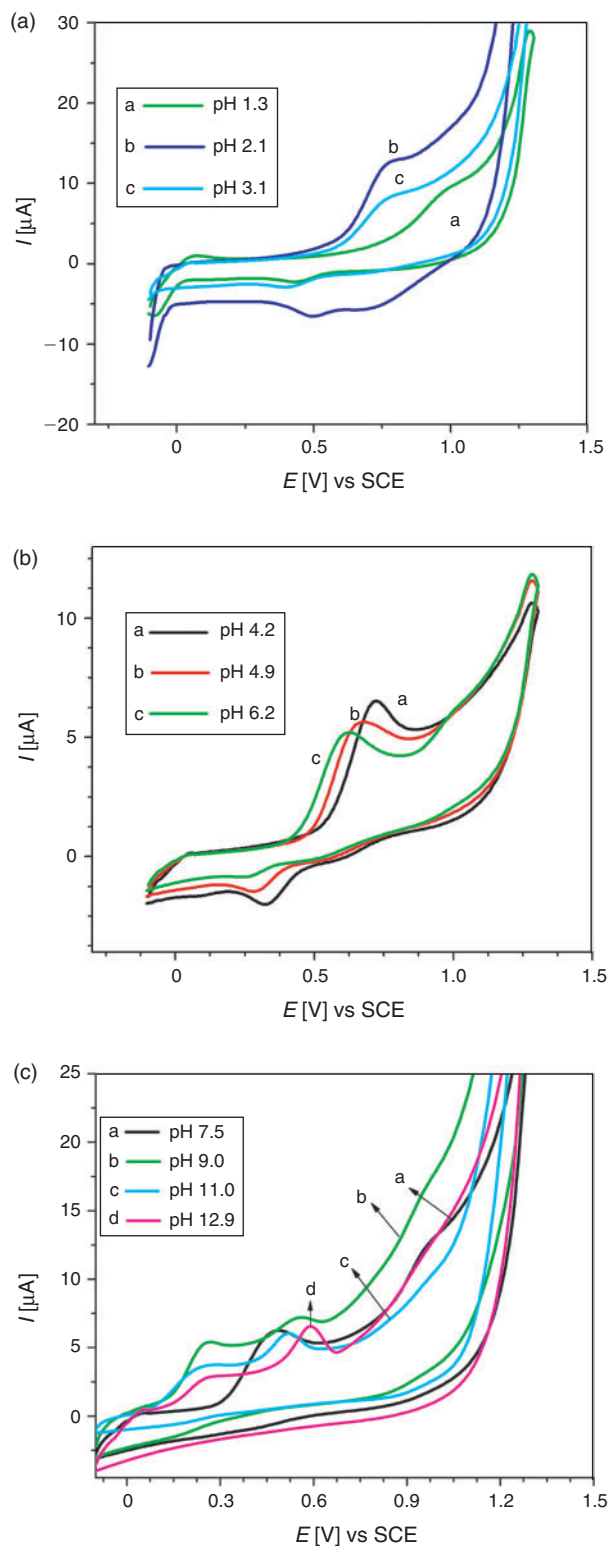 (a)
30
20
10
0
−10
−20
I [µA]
a pH 1.3
b pH 2.1
c pH 3.1
b
c
a
0 0.5 1.0 1.5
E [V] vs SCE
(b)
10
5
0
I [µA]
a pH 4.2
b pH 4.9
c pH 6.2
a
b
c
0 0.5 1.0 1.5
E [V] vs SCE
(c)
25
20
15
10
5
0
I [µA]
a pH 7.5
b pH 9.0
c pH 11.0
d pH 12.9
a
b
c
d
0 0.3 0.6 0.9 1.2 1.5
E [V] vs SCE